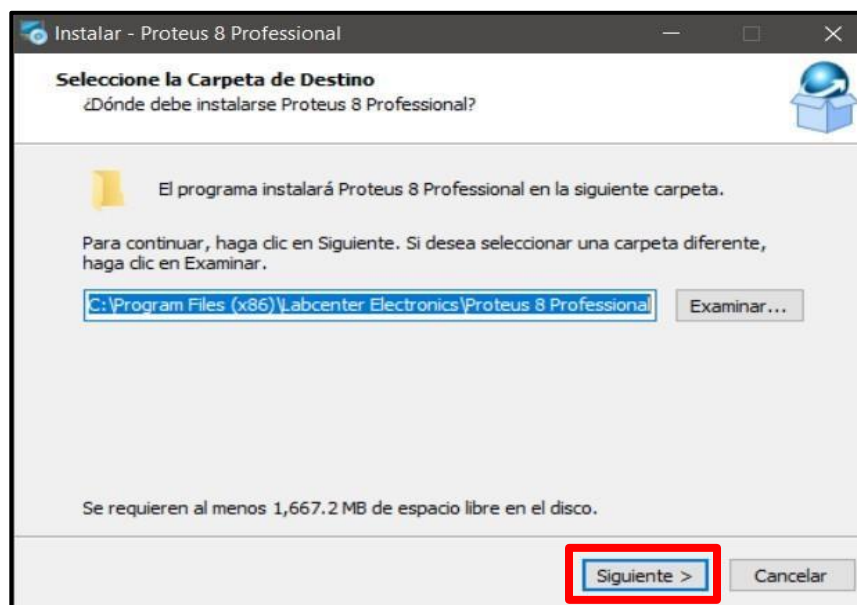 Instalar - Proteus 8 Professional
Seleccione la Carpeta de Destino
¿Dónde debe instalarse Proteus 8 Professional?
El programa instalará Proteus 8 Professional en la siguiente carpeta.
Para continuar, haga clic en Siguiente. Si desea seleccionar una carpeta diferente,
haga clic en Examinar.
C:\Program Files (x86)\Labcenter Electronics\Proteus 8 Professional
Examinar...
Se requieren al menos 1,667.2 MB de espacio libre en el disco.
Siguiente >
Cancelar